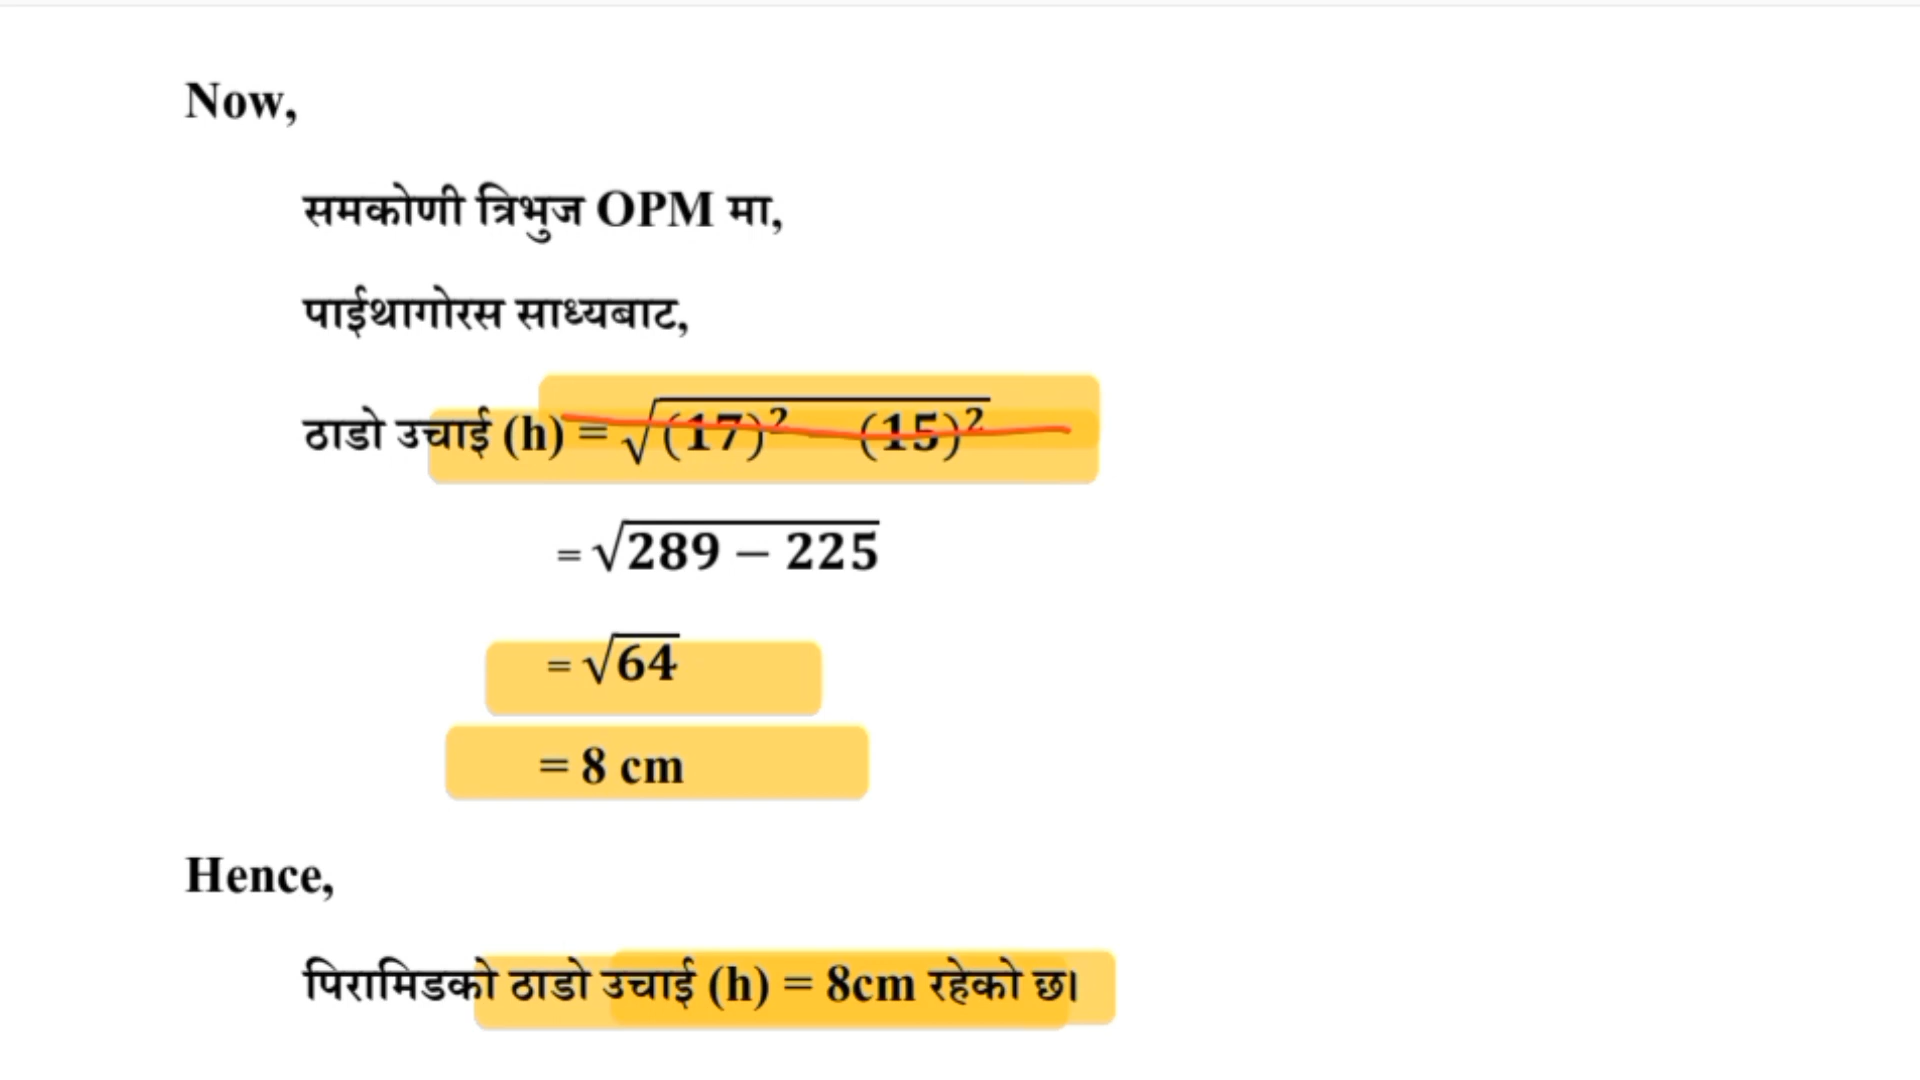 Now,
समकोणी त्रिभुज OPM मा,
पाईथागोरस साध्यबाट,
ठाडो उचाई (h) = √(17)² − (15)²
= √289 – 225
= √64
= 8 cm
Hence,
पिरामिडको ठाडो उचाई (h) = 8cm रहेको छ।